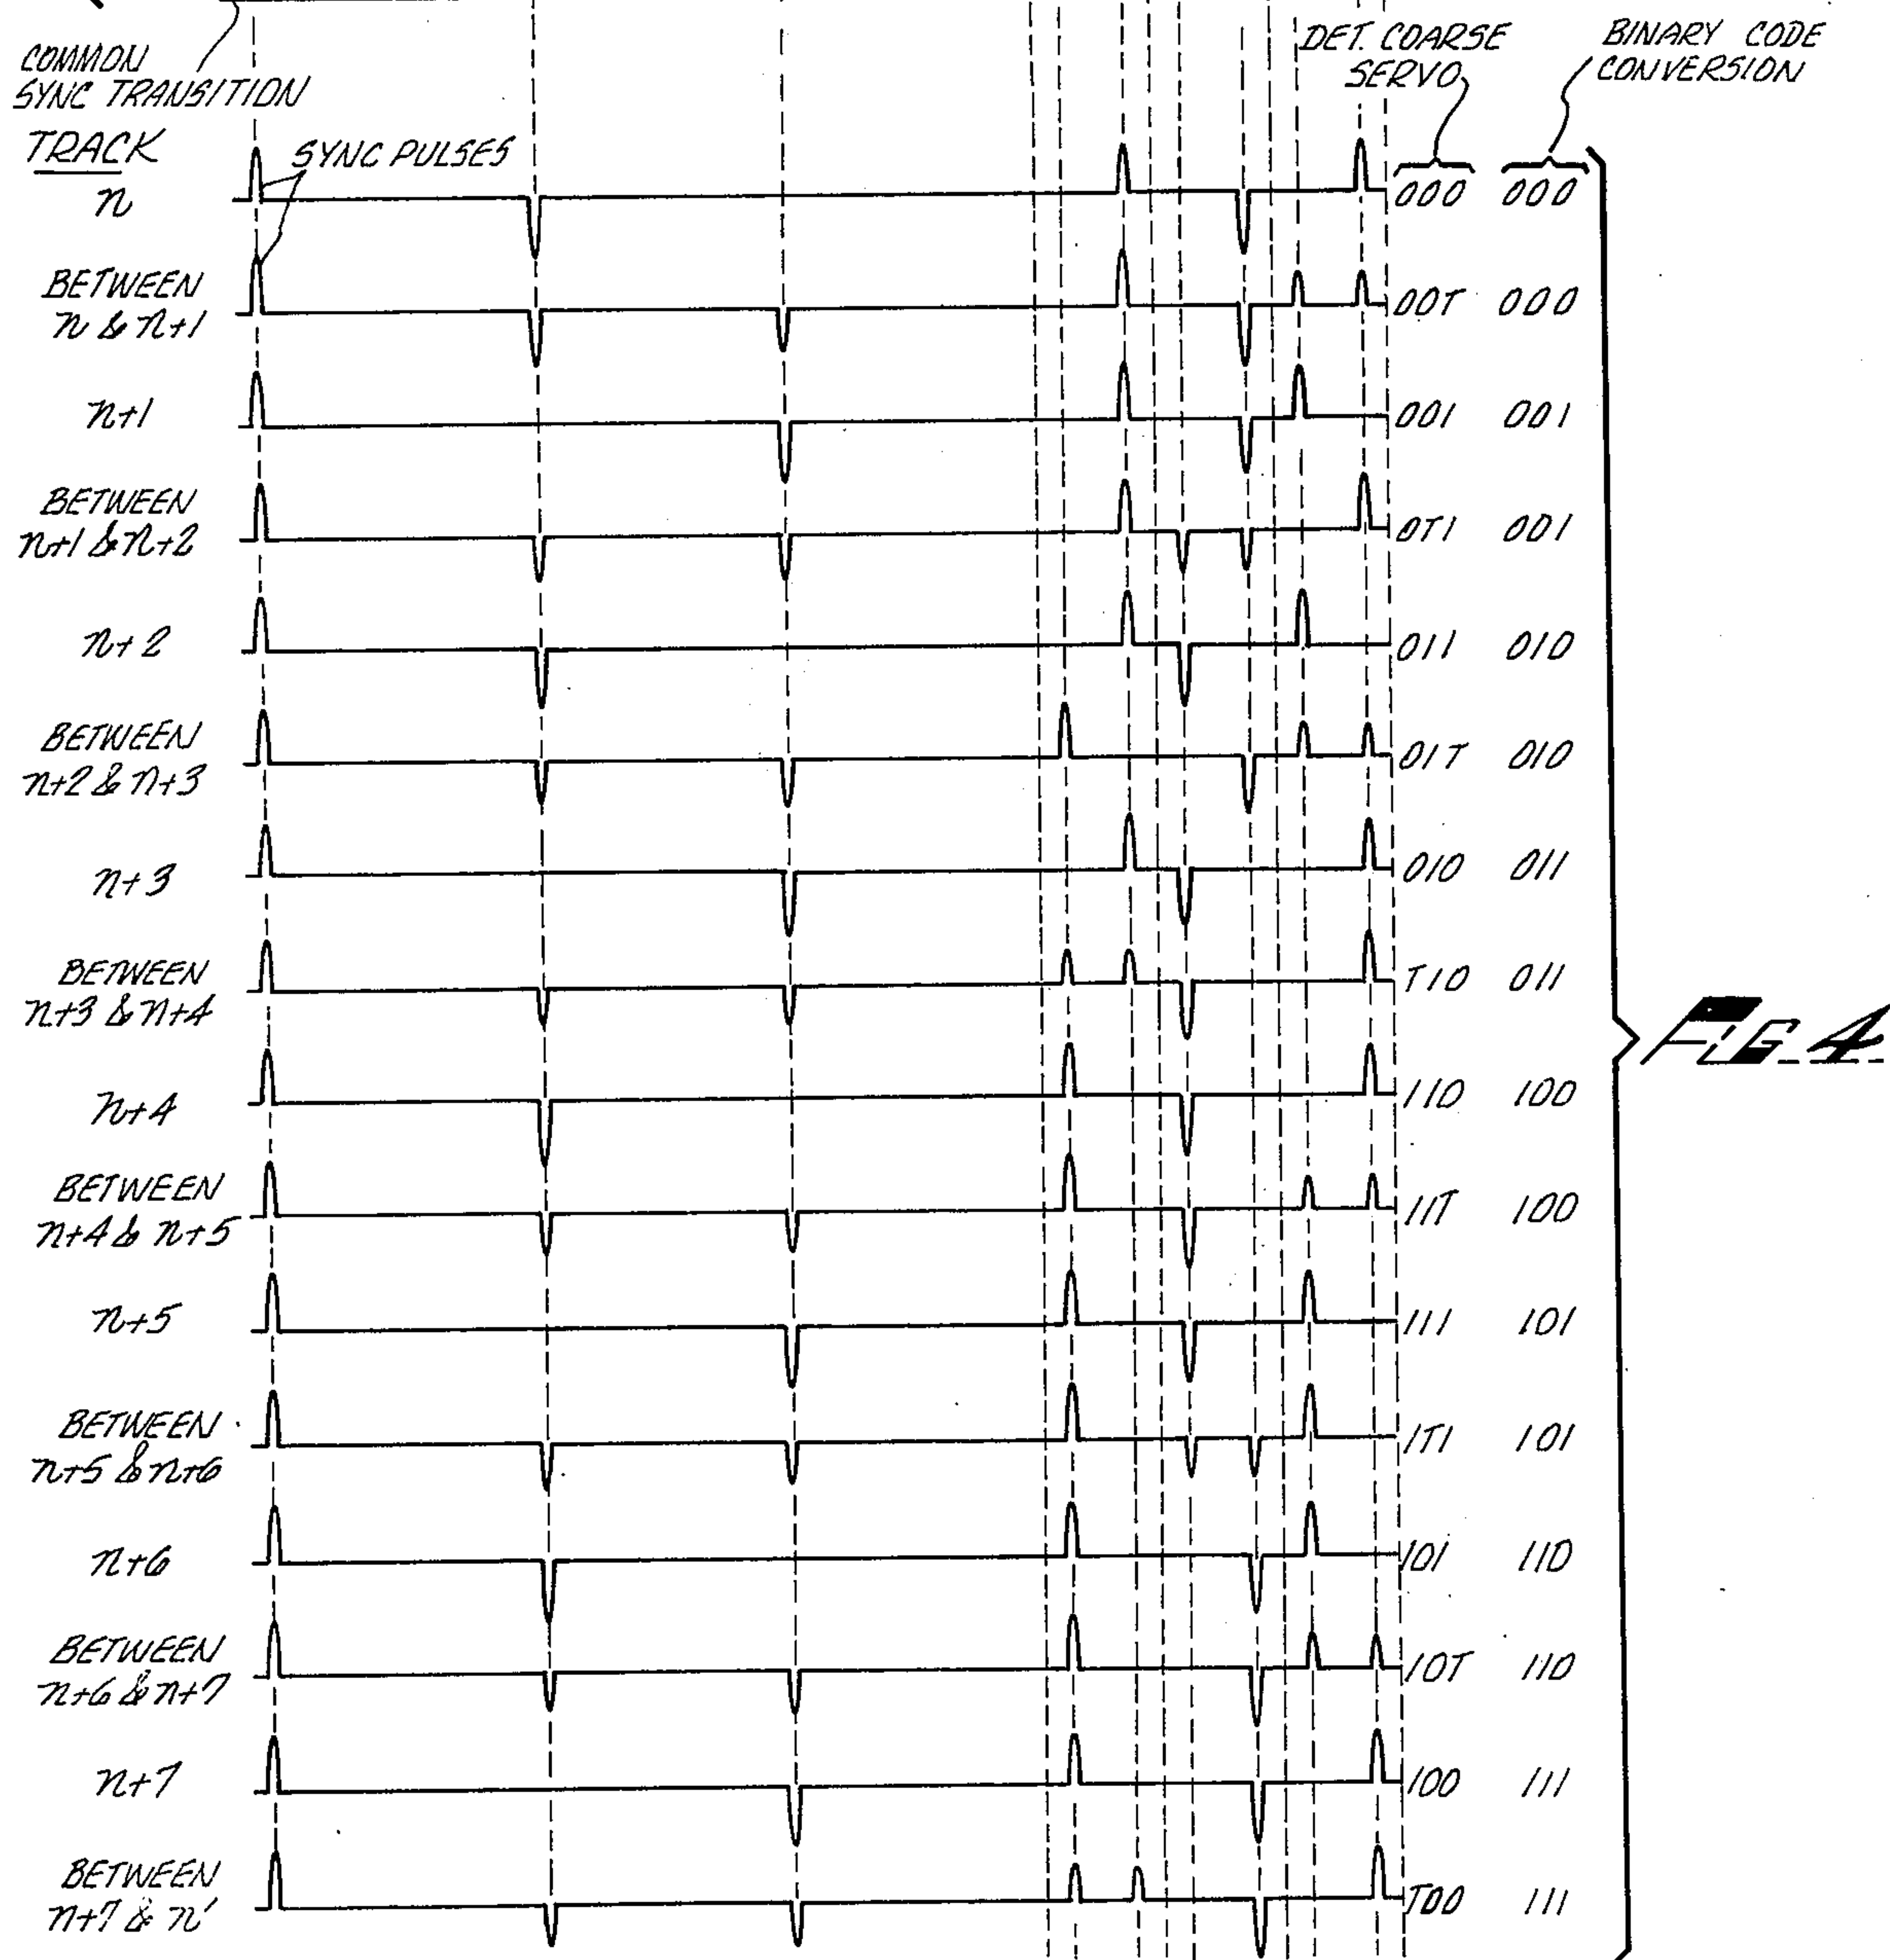 COMMON
SYNC TRANSITION
DET. COARSE
SERVO
BINARY CODE
CONVERSION
TRACK
SYNC PULSES
n 000 000
BETWEEN
n & n+1 00T 000
n+1 001 001
BETWEEN
n+1 & n+2 0T1 001
n+2 011 010
BETWEEN
n+2 & n+3 01T 010
n+3 010 011
BETWEEN
n+3 & n+4 T10 011
n+4 110 100
BETWEEN
n+4 & n+5 11T 100
n+5 111 101
BETWEEN
n+5 & n+6 1T1 101
n+6 101 110
BETWEEN
n+6 & n+7 10T 110
n+7 100 111
BETWEEN
n+7 & n' T00 111
FIG 4